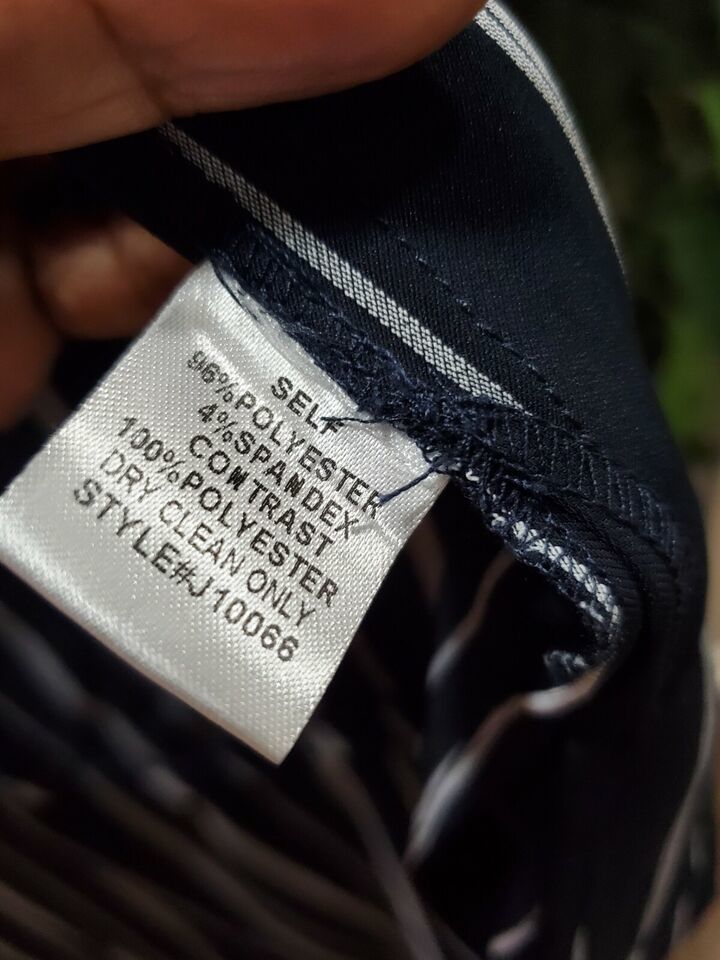 SELF
96%POLYESTER
4%SPANDEX
CONTRAST
100%POLYESTER
DRY CLEAN ONLY
STYLE#J10066